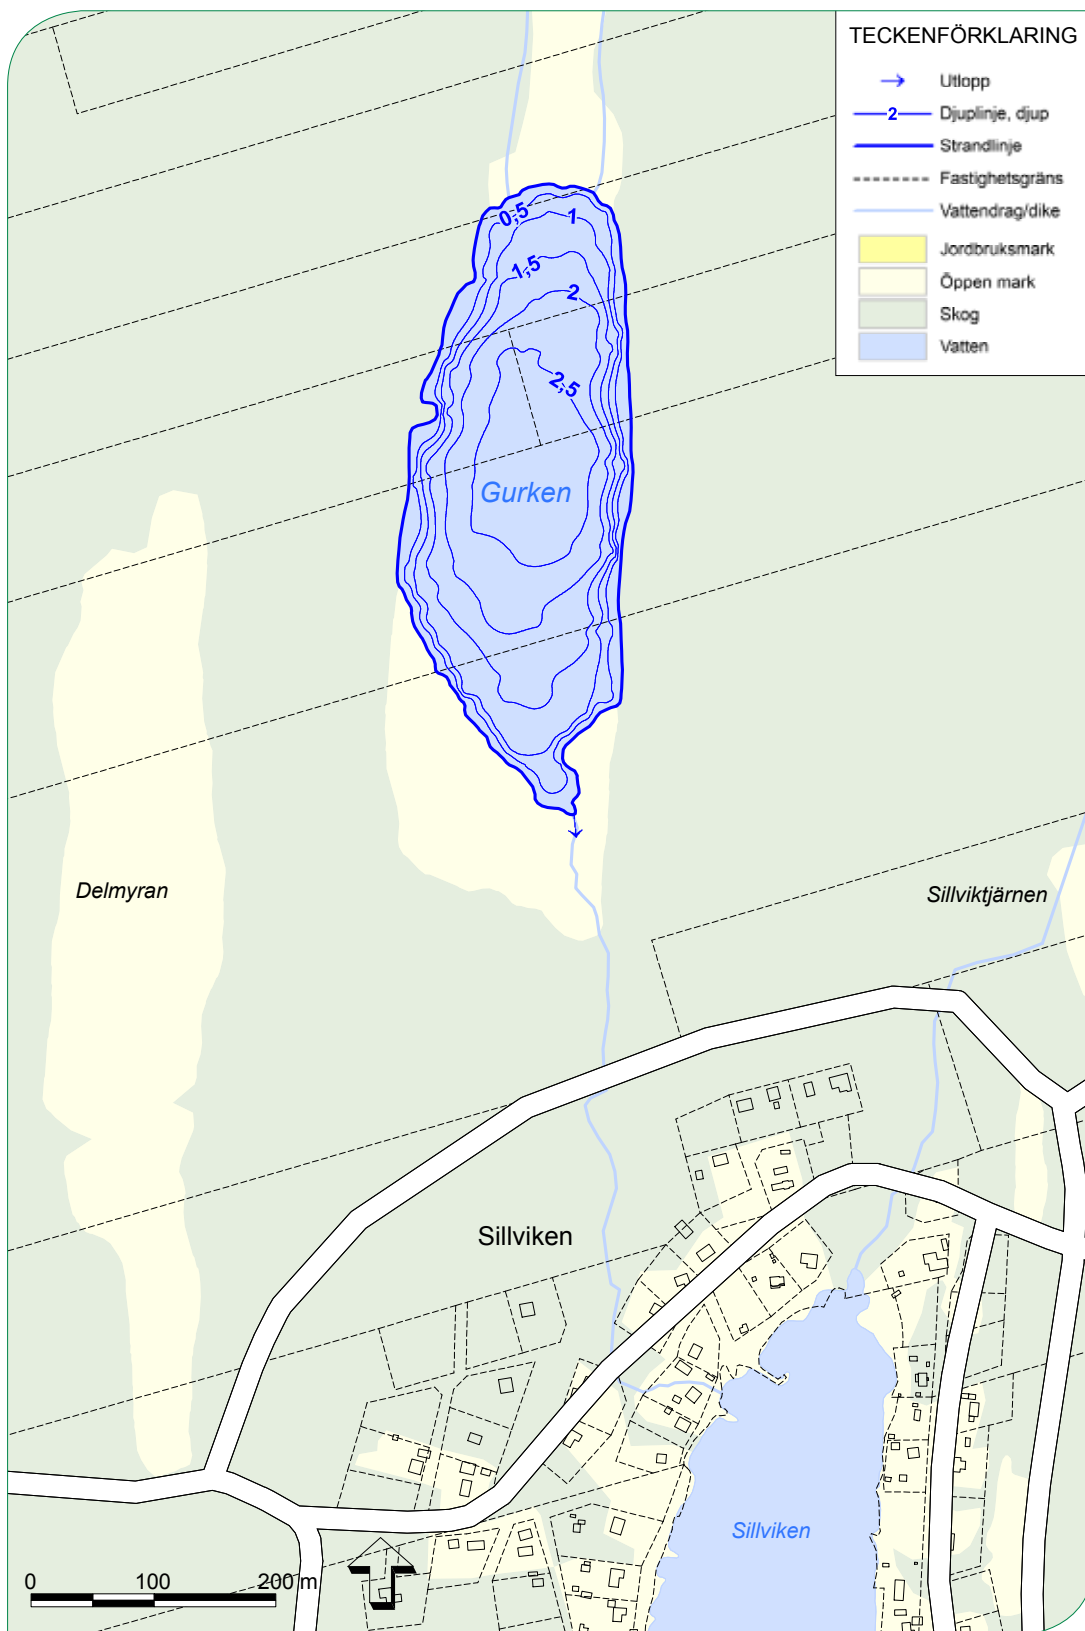 TECKENFÖRKLARING
Utlopp
2 Djuplinje, djup
Strandlinje
Fastighetsgräns
Vattendrag/dike
Jordbruksmark
Öppen mark
Skog
Vatten
0,5
1
1,5
2
2,5
Gurken
Delmyran
Sillviktjärnen
Sillviken
Sillviken
0 100 200 m